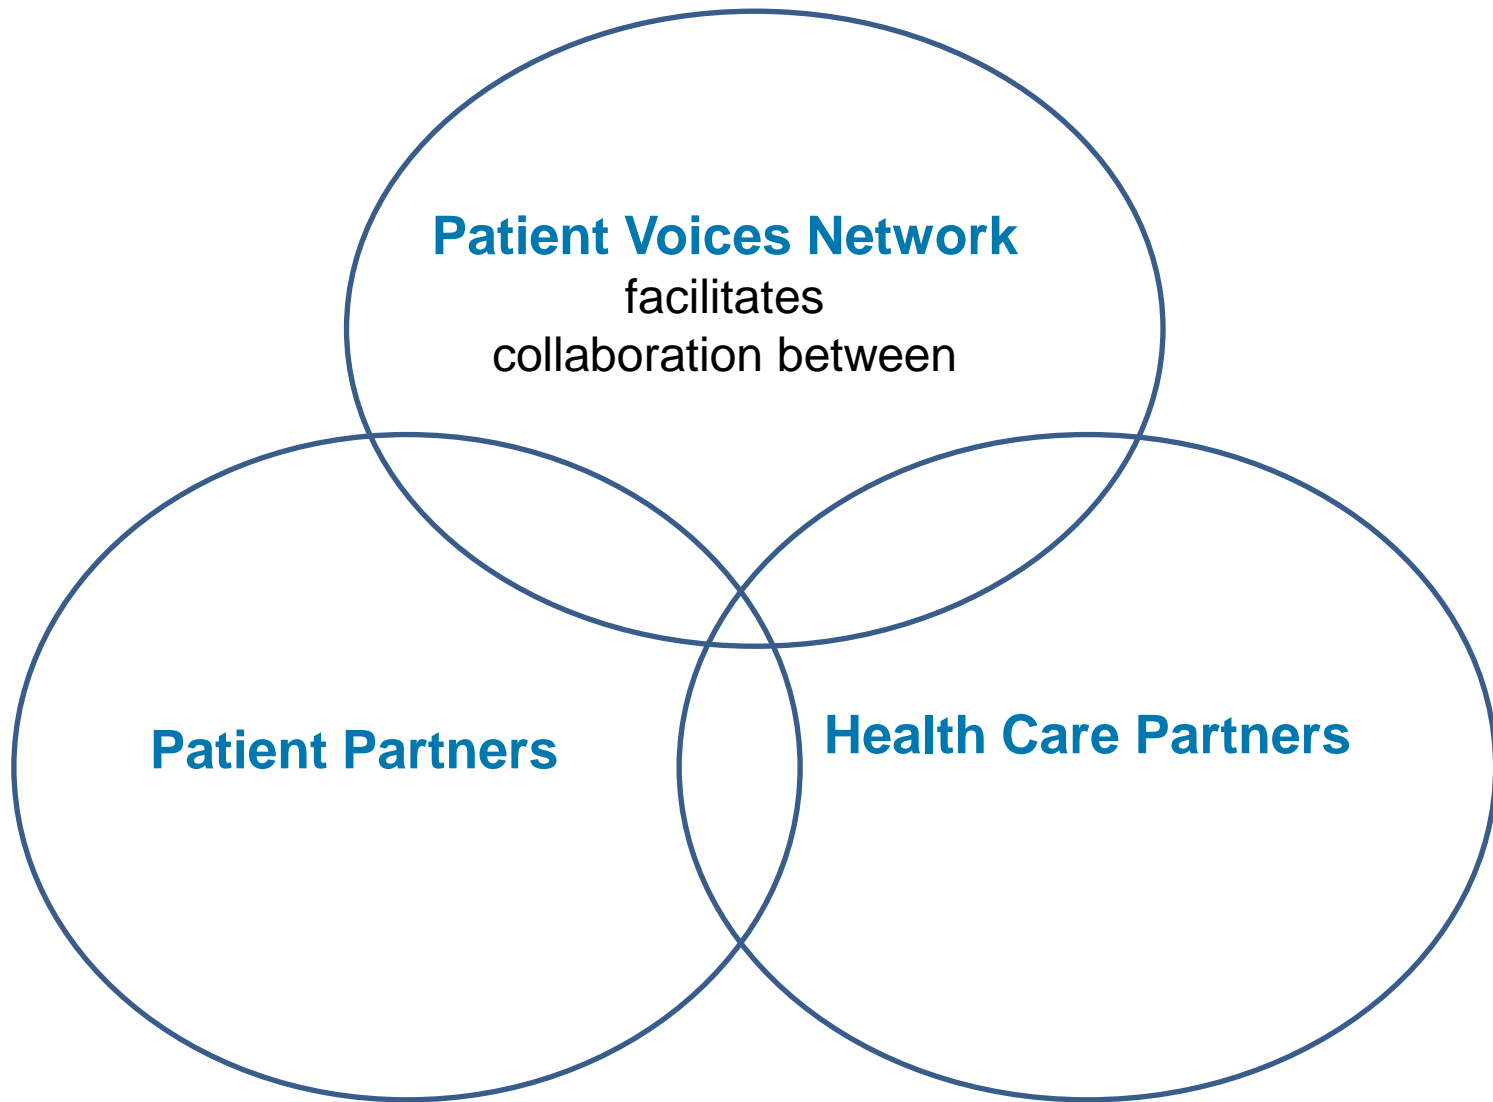 Patient Voices Network
facilitates
collaboration between
Patient Partners
Health Care Partners